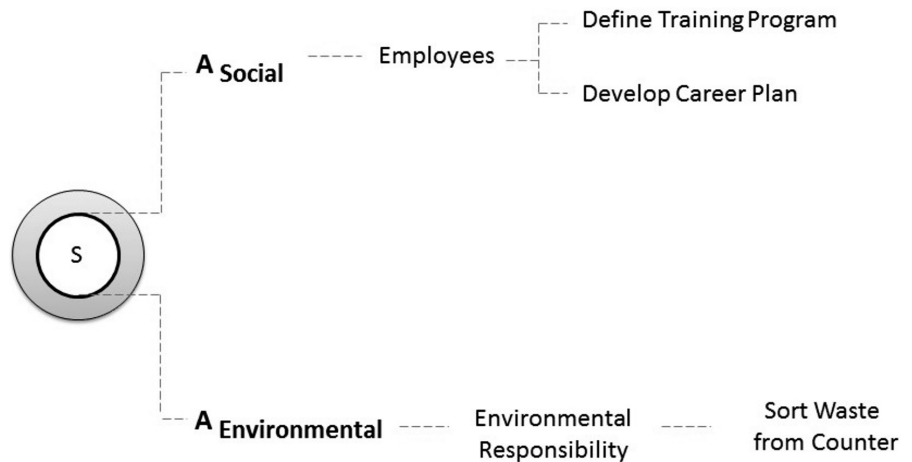 Define Training Program
A Social
Employees
Develop Career Plan
S
A Environmental
Environmental
Responsibility
Sort Waste
from Counter